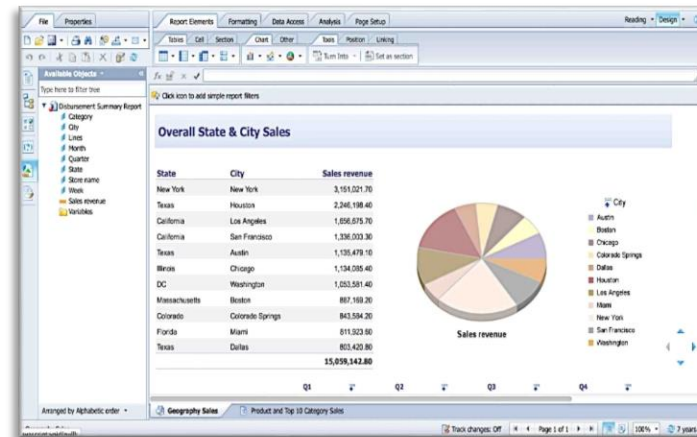 File Properties Report Elements Formatting Data Access Analysis Page Setup Reading Design
Tables Cell Section Chart Other Tools Position Linking
Turn Into Set as section
Available Objects
Type here to filter tree
Click icon to add simple report filters
Disbursement Summary Report
Category
City
Lines
Month
Quarter
State
Store name
Week
Sales revenue
Variables
Overall State & City Sales
State City Sales revenue
New York New York 3,151,021.70
Texas Houston 2,246,198.40
California Los Angeles 1,656,675.70
California San Francisco 1,336,003.30
Texas Austin 1,135,479.10
Illinois Chicago 1,134,085.40
DC Washington 1,053,581.40
Massachusetts Boston 887,169.20
Colorado Colorado Springs 843,584.20
Florida Miami 811,923.60
Texas Dallas 803,420.80
15,059,142.80
City
Austin
Boston
Chicago
Colorado Springs
Dallas
Houston
Los Angeles
Miami
New York
San Francisco
Washington
Sales revenue
Q1 Q2 Q3 Q4
Arranged by Alphabetic order
Geography Sales Product and Top 10 Category Sales
Track changes: Off Page 1 of 1 100% 7 years